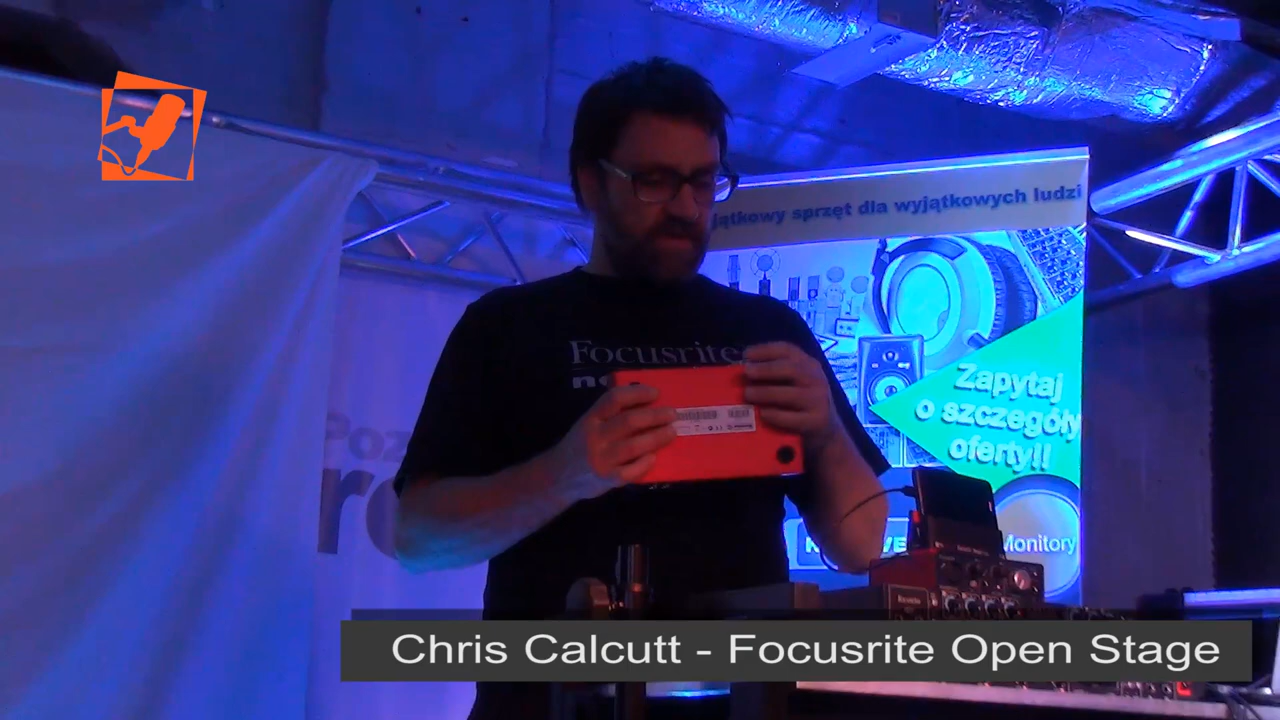 jątkowy sprzęt dla wyjątkowych ludzi
Focusrite
Zapytaj
o szczegóły
oferty!!
Monitory
Chris Calcutt - Focusrite Open Stage